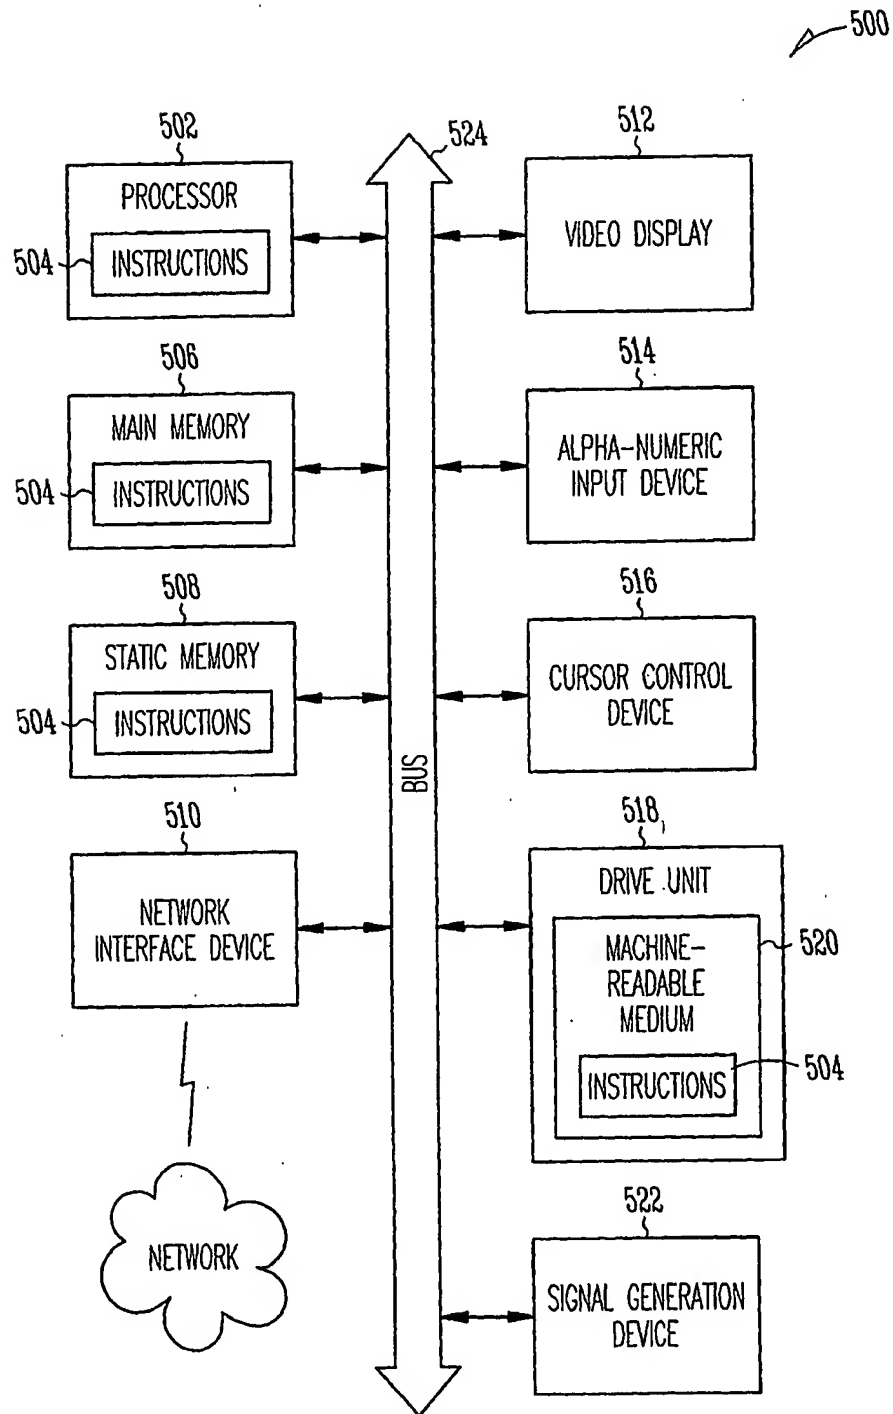 500
502
PROCESSOR
504
INSTRUCTIONS
506
MAIN MEMORY
504
INSTRUCTIONS
508
STATIC MEMORY
504
INSTRUCTIONS
510
NETWORK
INTERFACE DEVICE
NETWORK
524
BUS
512
VIDEO DISPLAY
514
ALPHA-NUMERIC
INPUT DEVICE
516
CURSOR CONTROL
DEVICE
518
DRIVE UNIT
520
MACHINE-
READABLE
MEDIUM
INSTRUCTIONS
504
522
SIGNAL GENERATION
DEVICE